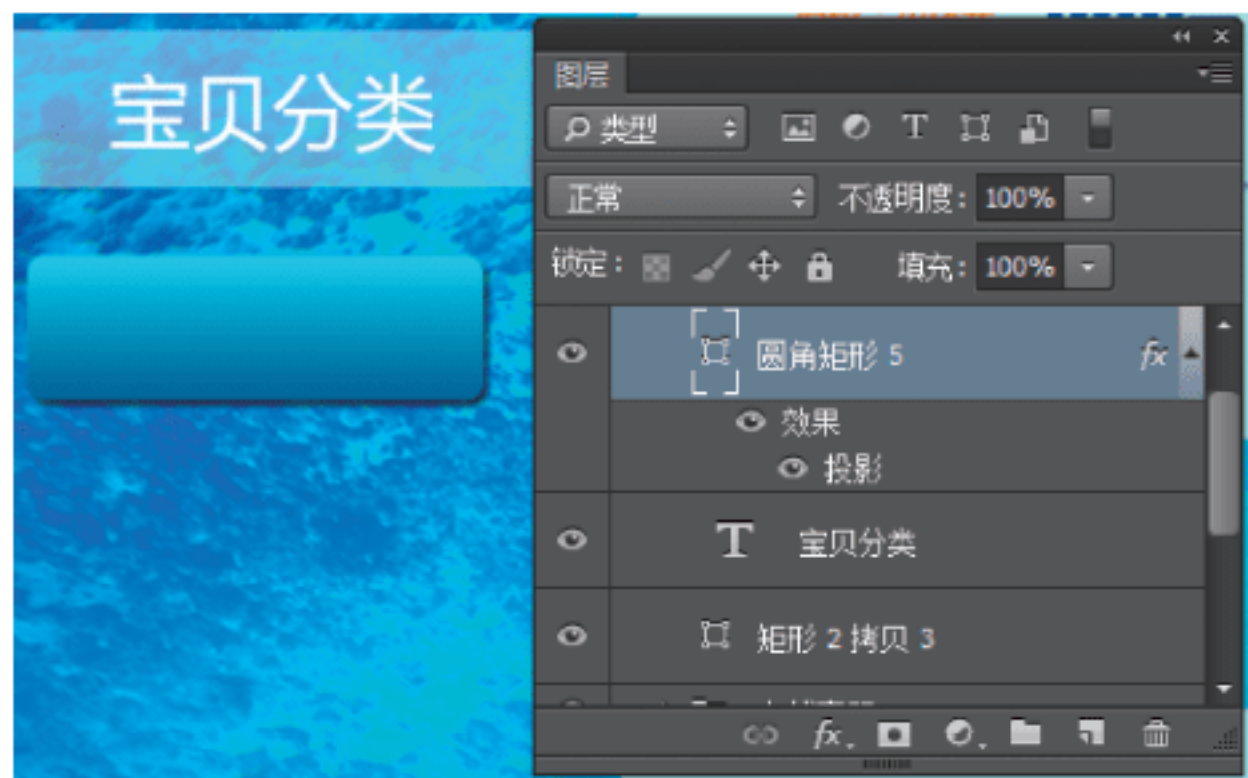 宝贝分类
图层
类型
T
正常 不透明度: 100%
锁定: 填充: 100%
圆角矩形 5 fx
效果
投影
T 宝贝分类
矩形 2 拷贝 3
fx.